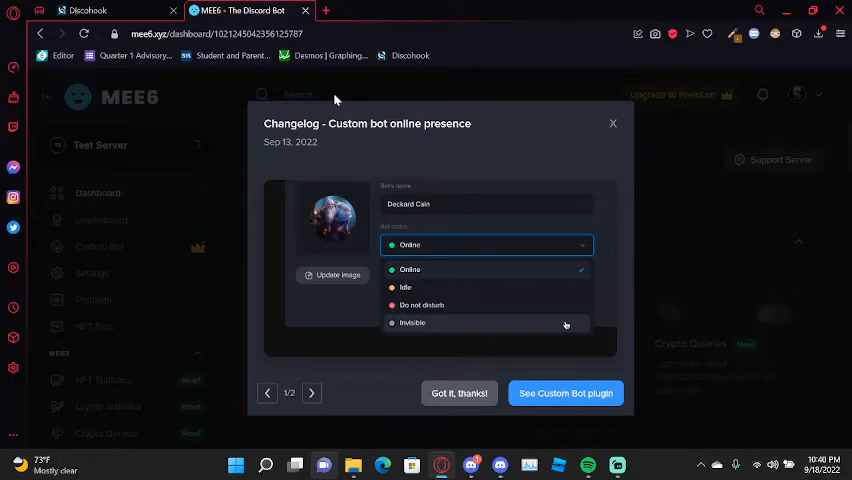 Discohook
MEE6 - The Discord Bot
mee6.xyz/dashboard/1021245042356125787
Editor
Quarter 1 Advisory...
SIS
Student and Parent...
Desmos | Graphing...
Discohook
MEE6
Search...
Upgrade to Premium
Test Server
Support Server
Dashboard
Leaderboard
Custom Bot
Settings
Premium
NFT Pass
WEB3
NFT Statistics
New!
Crypto Statistics
New!
Crypto Queries
New!
Changelog - Custom bot online presence
X
Sep 13, 2022
Bot's name
Deckard Cain
Bot status
Online
Update image
Online
Idle
Do not disturb
Invisible
1/2
Got it, thanks!
See Custom Bot plugin
Crypto Queries
New!
73°F
Mostly clear
10:40 PM
9/18/2022